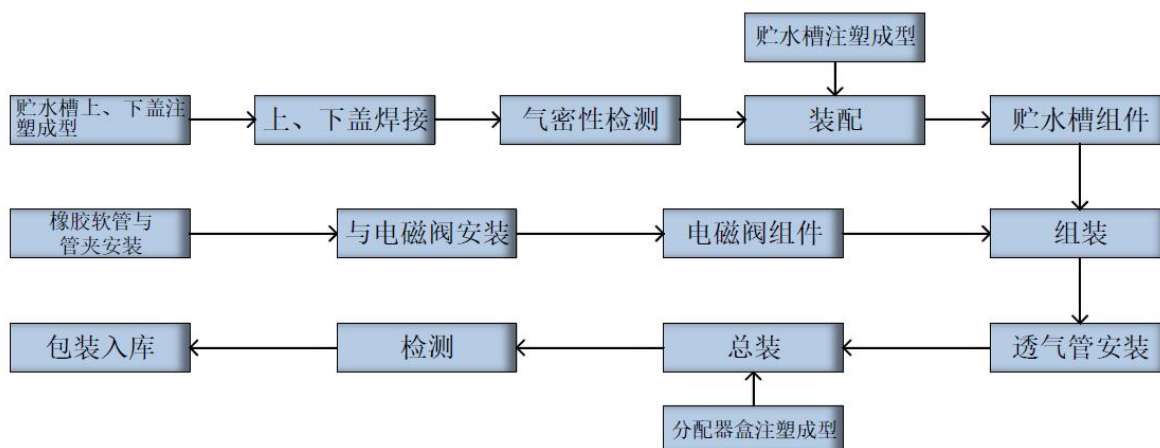 贮水槽注塑成型
贮水槽上、下盖注
塑成型
上、下盖焊接
气密性检测
装配
贮水槽组件
橡胶软管与
管夹安装
与电磁阀安装
电磁阀组件
组装
包装入库
检测
总装
透气管安装
分配器盒注塑成型